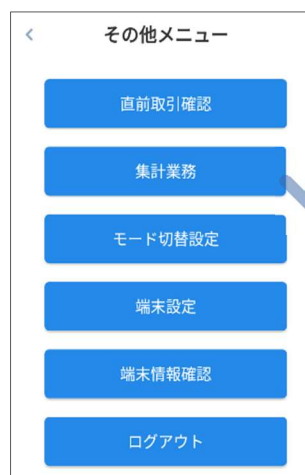 その他メニュー
直前取引確認
集計業務
モード切替設定
端末設定
端末情報確認
ログアウト